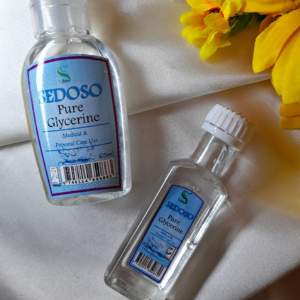 SEDOSO
Pure
Glycerine
Medical &
Personal Care Use
SEDOSO
Pure
Glycerine